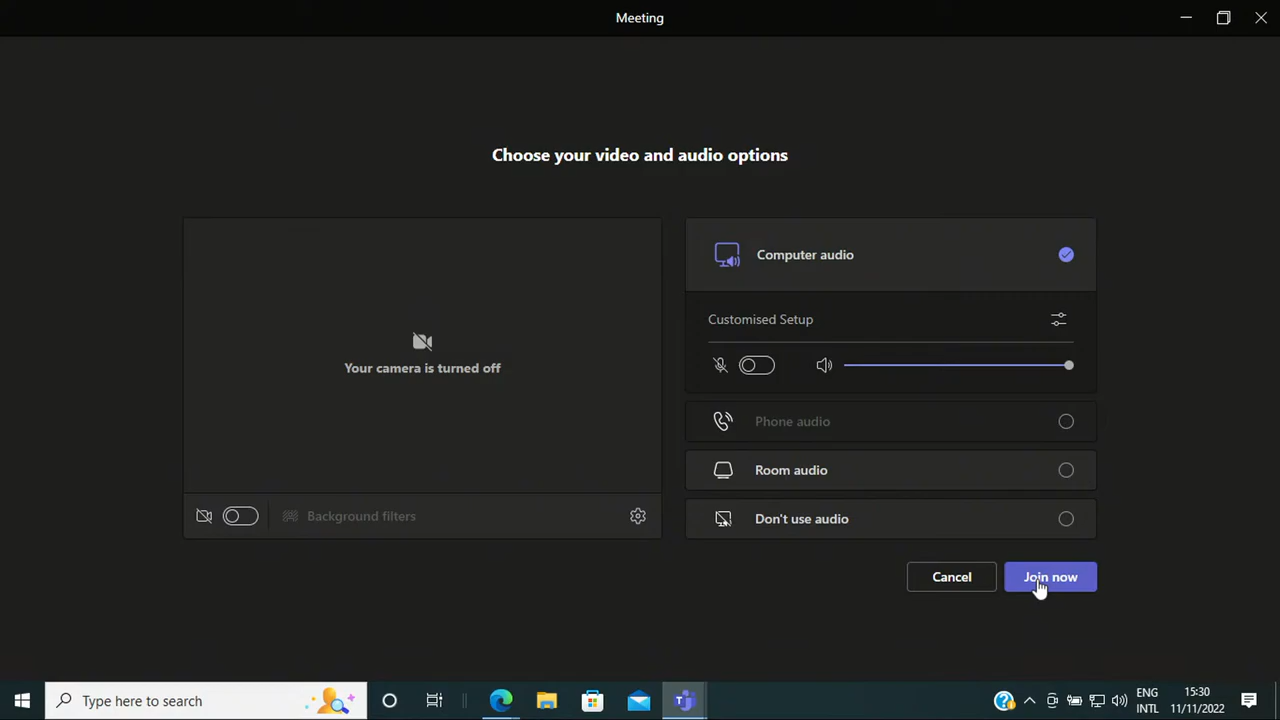 Meeting
Choose your video and audio options
Your camera is turned off
Background filters
Computer audio
Customised Setup
Phone audio
Room audio
Don't use audio
Cancel
Join now
Type here to search
ENG
INTL
15:30
11/11/2022